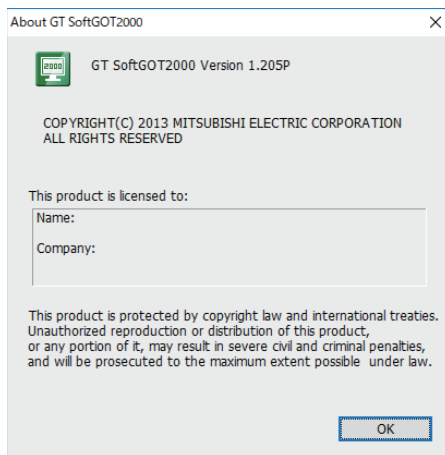 About GT SoftGOT2000
2000
GT SoftGOT2000 Version 1.205P
COPYRIGHT(C) 2013 MITSUBISHI ELECTRIC CORPORATION
ALL RIGHTS RESERVED
This product is licensed to:
Name:
Company:
This product is protected by copyright law and international treaties.
Unauthorized reproduction or distribution of this product,
or any portion of it, may result in severe civil and criminal penalties,
and will be prosecuted to the maximum extent possible under law.
OK